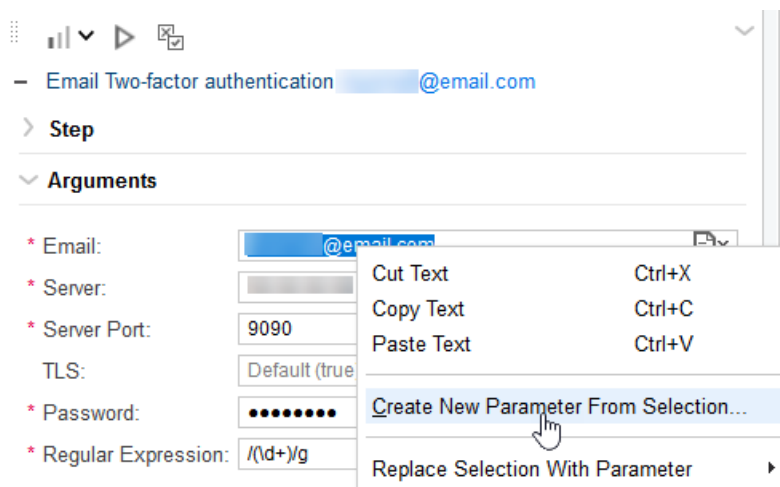 Email Two-factor authentication @email.com
Step
Arguments
* Email: @email.com
* Server:
* Server Port: 9090
TLS: Default (true
* Password: ●●●●●●●●
* Regular Expression: /(\d+)/g
Cut Text Ctrl+X
Copy Text Ctrl+C
Paste Text Ctrl+V
Create New Parameter From Selection...
Replace Selection With Parameter